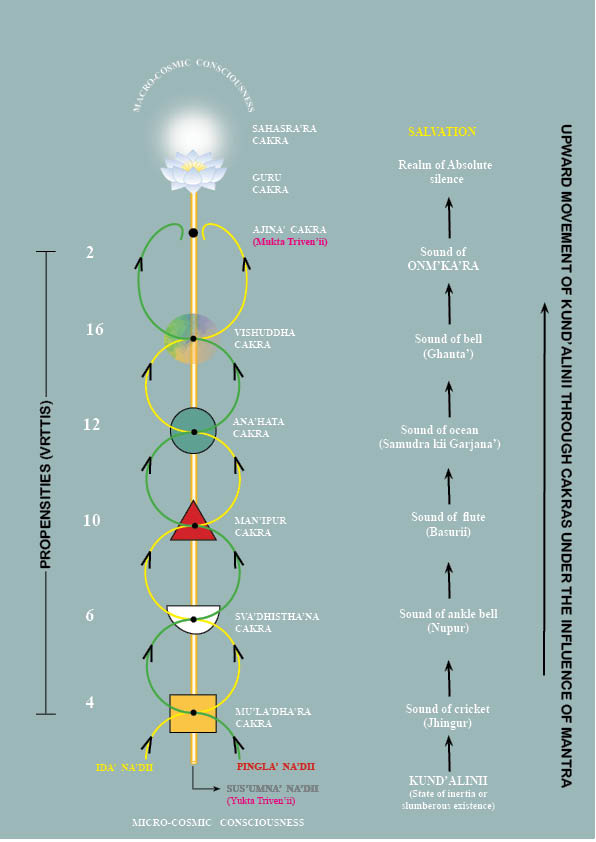 MACRO-COSMIC CONSCIOUSNESS
SAHASRA'RA
CAKRA
GURU
CAKRA
AJINA' CAKRA
(Mukta Triven'ii)
VISHUDDHA
CAKRA
ANA'HATA
CAKRA
MAN'IPUR
CAKRA
SVA'DHISTHA'NA
CAKRA
MU'LA'DHA'RA
CAKRA
2
16
12
10
6
4
PROPENSITIES (VRTTIS)
IDA' NA'DII
PINGLA' NA'DII
SUS'UMNA' NA'DII
(Yukta Triven'ii)
MICRO-COSMIC CONSCIOUSNESS
SALVATION
Realm of Absolute
silence
Sound of
ONM'KA'RA
Sound of bell
(Ghanta')
Sound of ocean
(Samudra kii Garjana')
Sound of flute
(Basurii)
Sound of ankle bell
(Nupur)
Sound of cricket
(Jhingur)
KUND'ALINII
(State of inertia or
slumberous existence)
UPWARD MOVEMENT OF KUND'ALINII THROUGH CAKRAS UNDER THE INFLUENCE OF MANTRA